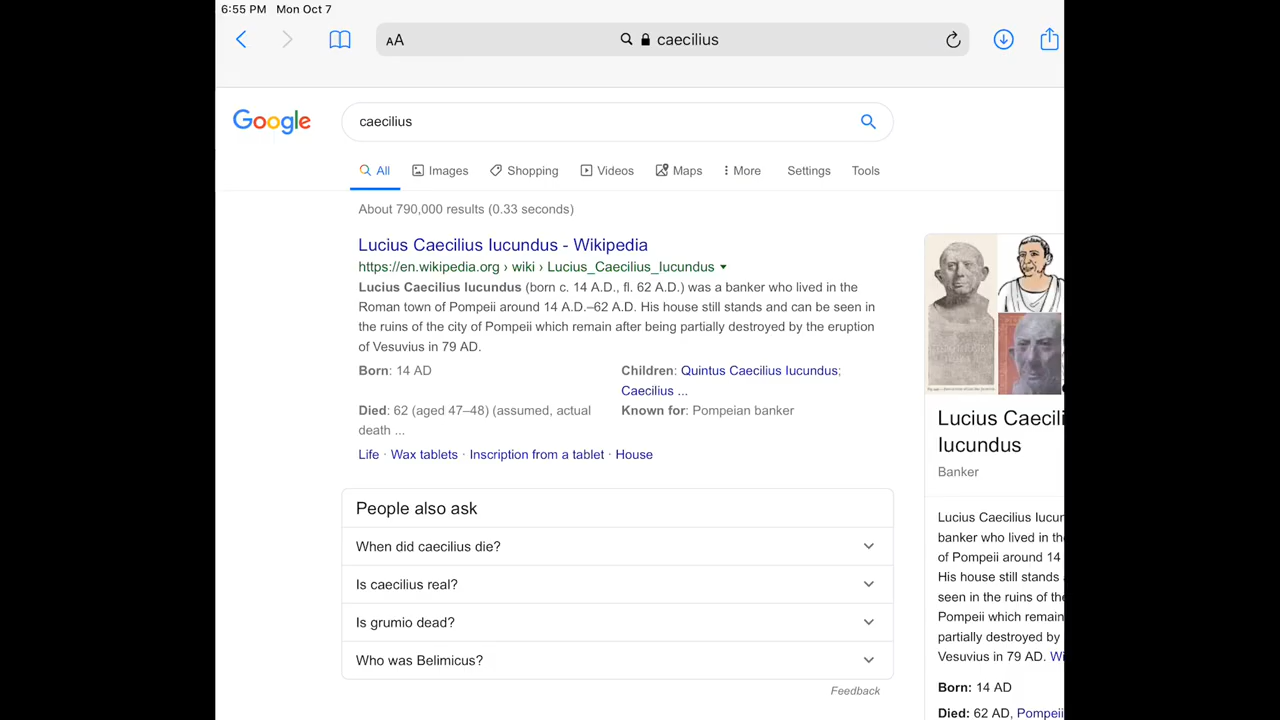 6:55 PM Mon Oct 7
AA caecilius
Google
caecilius
All Images Shopping Videos Maps More Settings Tools
About 790,000 results (0.33 seconds)
Lucius Caecilius Iucundus - Wikipedia
https://en.wikipedia.org › wiki › Lucius_Caecilius_Iucundus
Lucius Caecilius Iucundus (born c. 14 A.D., fl. 62 A.D.) was a banker who lived in the
Roman town of Pompeii around 14 A.D.–62 A.D. His house still stands and can be seen in
the ruins of the city of Pompeii which remain after being partially destroyed by the eruption
of Vesuvius in 79 AD.
Born: 14 AD
Died: 62 (aged 47–48) (assumed, actual
death ...
Children: Quintus Caecilius Iucundus;
Caecilius ...
Known for: Pompeian banker
Life · Wax tablets · Inscription from a tablet · House
People also ask
When did caecilius die?
Is caecilius real?
Is grumio dead?
Who was Belimicus?
Feedback
Lucius Caecili
Iucundus
Banker
Lucius Caecilius Iucur
banker who lived in the
of Pompeii around 14
His house still stands
seen in the ruins of the
Pompeii which remain
partially destroyed by
Vesuvius in 79 AD. Wi
Born: 14 AD
Died: 62 AD, Pompeii